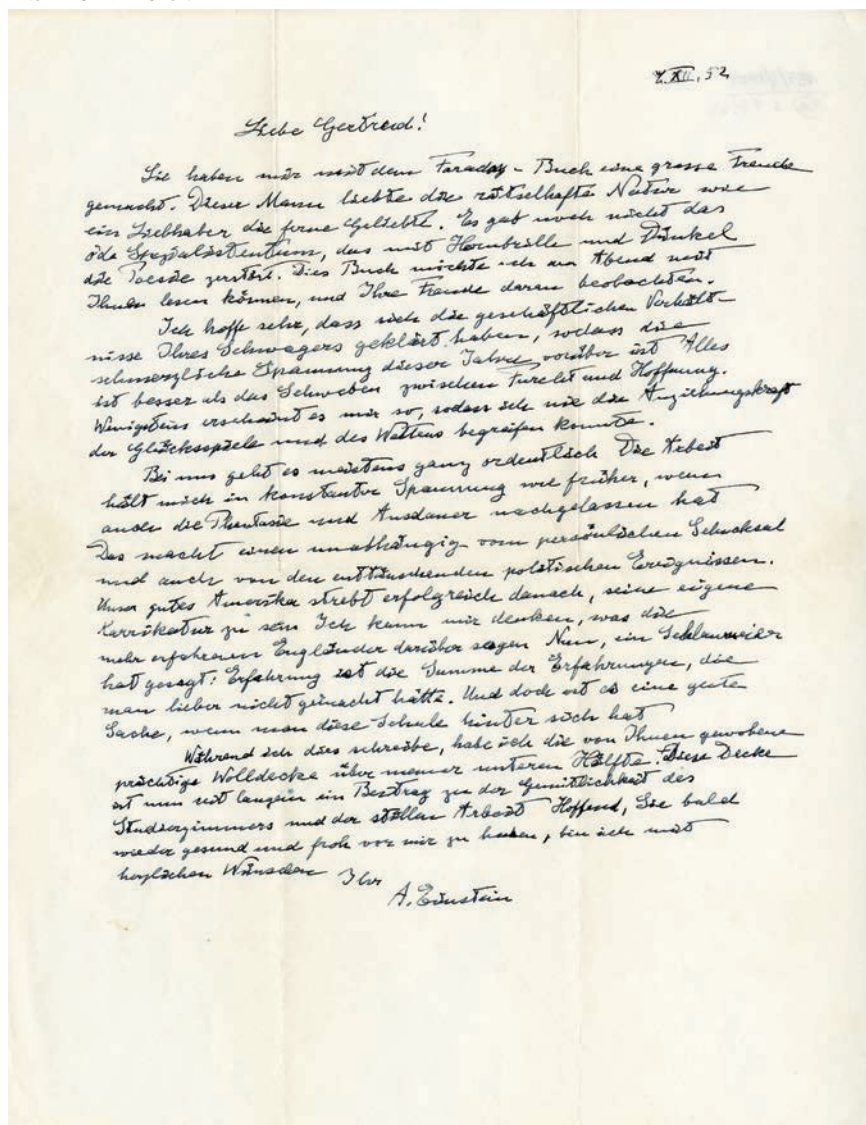 XII. 52
Liebe Gertrud!
Sie haben mir mit dem Faraday-Buch eine grosse Freude
gemacht. Dieser Mann liebte die rätselhafte Natur wie
ein Liebhaber die ferne Geliebte. Es gab noch nicht das
öde Spezialistentum, das mit Hornbrille und Dünkel
die Poesie zerstört. Dies Buch möchte ich am Abend mit
Ihnen lesen können, und Ihre Freude daran beobachten.
Ich hoffe sehr, dass sich die geschäftlichen Verhält-
nisse Ihres Schwagers geklärt haben, sodass die
schmerzliche Spannung dieser Jahre vorüber ist Alles
ist besser als das Schweben zwischen Furcht und Hoffnung.
Wenigstens erscheint es mir so, sodass ich nie die Anziehungskraft
der Glücksspiele und des Wettens begreifen konnte.
Bei uns geht es meistens ganz ordentlich Die Arbeit
hält mich in konstanter Spannung wie früher, wenn
auch die Phantasie und Ausdauer nachgelassen hat
Das macht einen unabhängig vom persönlichen Schicksal
und auch von den enttäuschenden politischen Ereignissen.
Unser gutes Amerika strebt erfolgreich danach, seine eigene
Karrikatur zu sein Ich kann mir denken, was die
mehr erfahrenen Engländer darüber sagen Nun, ein Schlaumeier
hat gesagt: Erfahrung ist die Summe der Erfahrungen, die
man lieber nicht gemacht hätte. Und doch ist es eine gute
Sache, wenn man diese Schule hinter sich hat
Während ich dies schreibe, habe ich die von Ihnen gewobene
prächtige Wolldecke über meiner unteren Hälfte. Diese Decke
ist nun seit langem ein Beitrag zu der Gemütlichkeit des
Studierzimmers und der stillen Arbeit Hoffend, Sie bald
wieder gesund und froh vor mir zu haben, bin ich mit
herzlichen Wünschen Ihr
A. Einstein